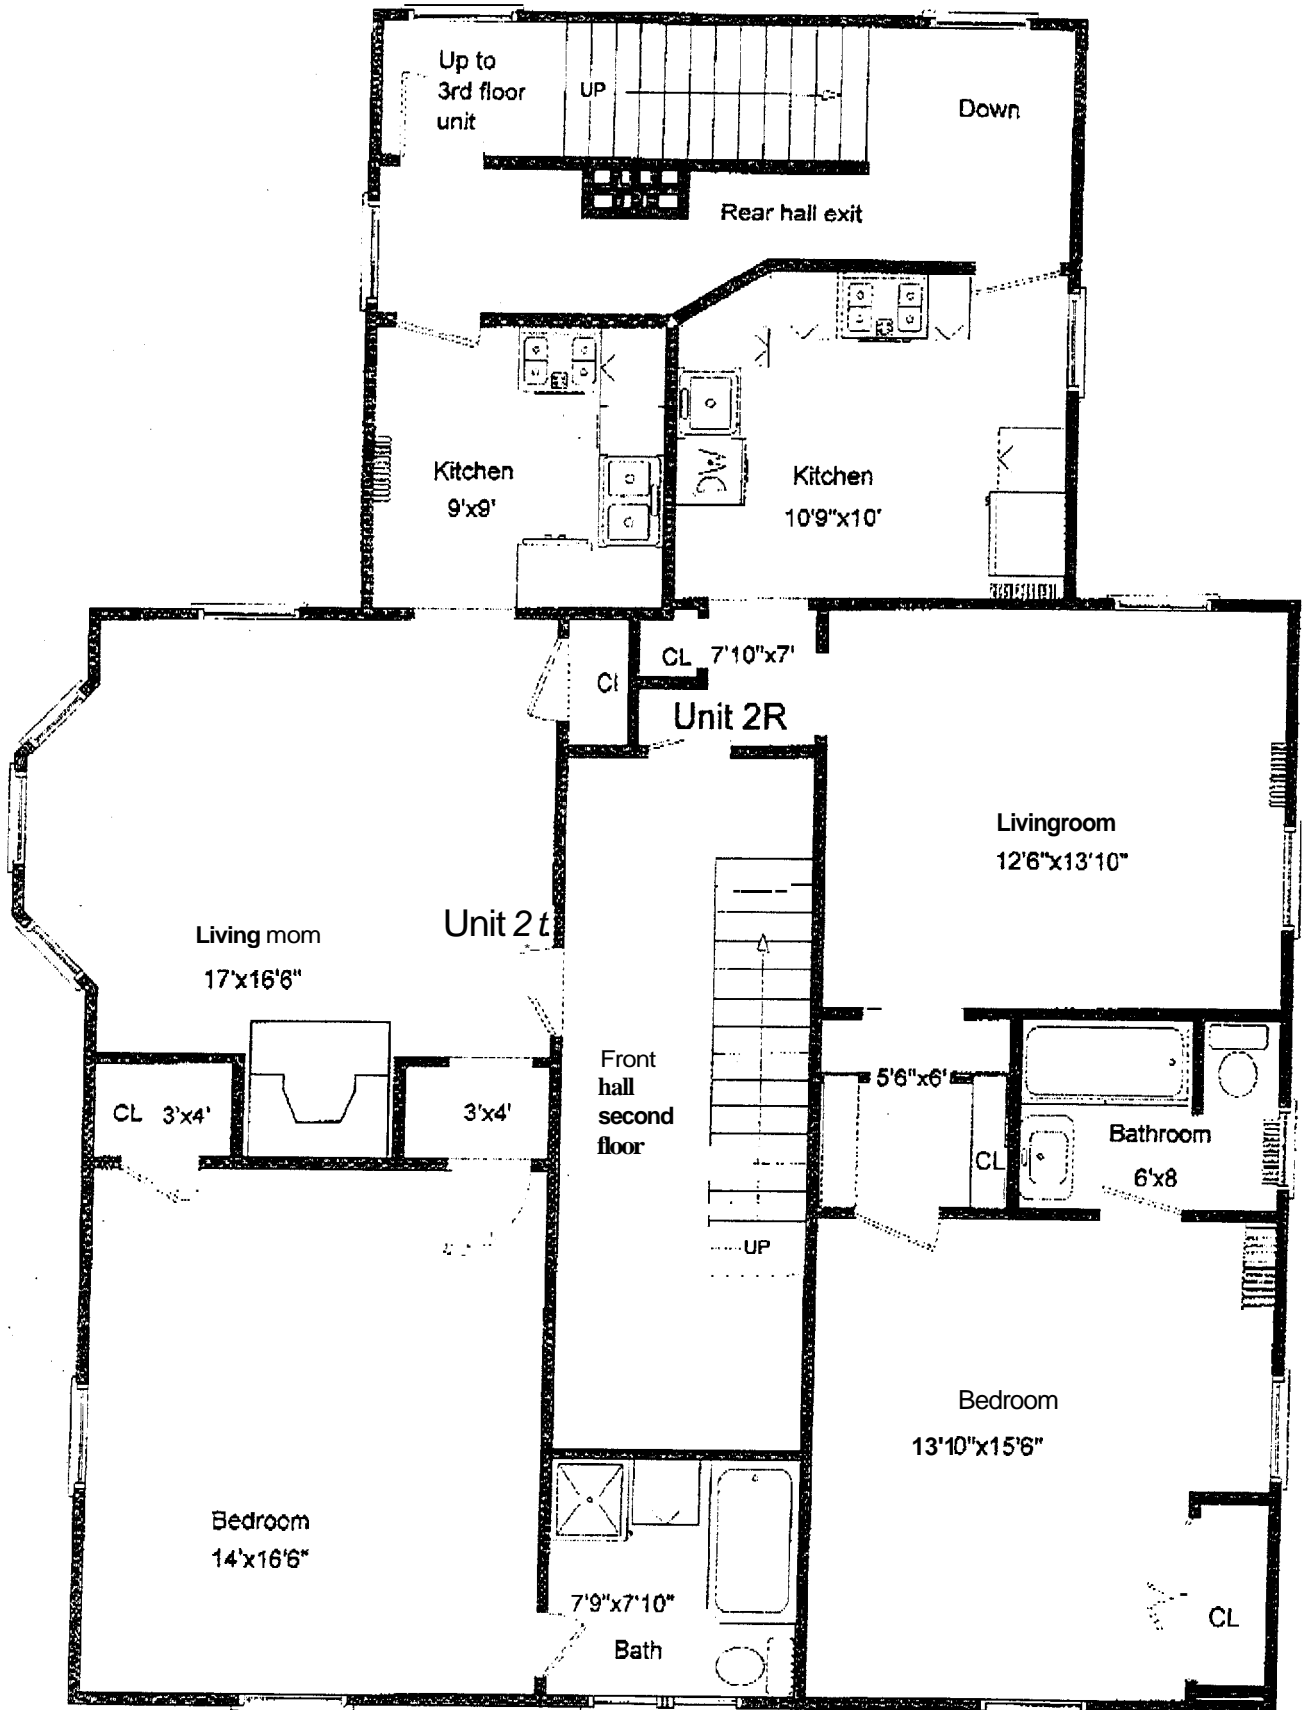 Up to
3rd floor
unit
UP
Down
Rear hall exit
Kitchen
9'x9'
Kitchen
10'9"x10'
CL
7'10"x7'
Cl
Unit 2R
Livingroom
12'6"x13'10"
Unit 2 t
Living mom
17'x16'6"
Front
hall
second
floor
CL 3'x4'
3'x4'
5'6"x6'
CL
Bathroom
6'x8
UP
Bedroom
13'10"x15'6"
Bedroom
14'x16'6"
7'9"x7'10"
Bath
CL